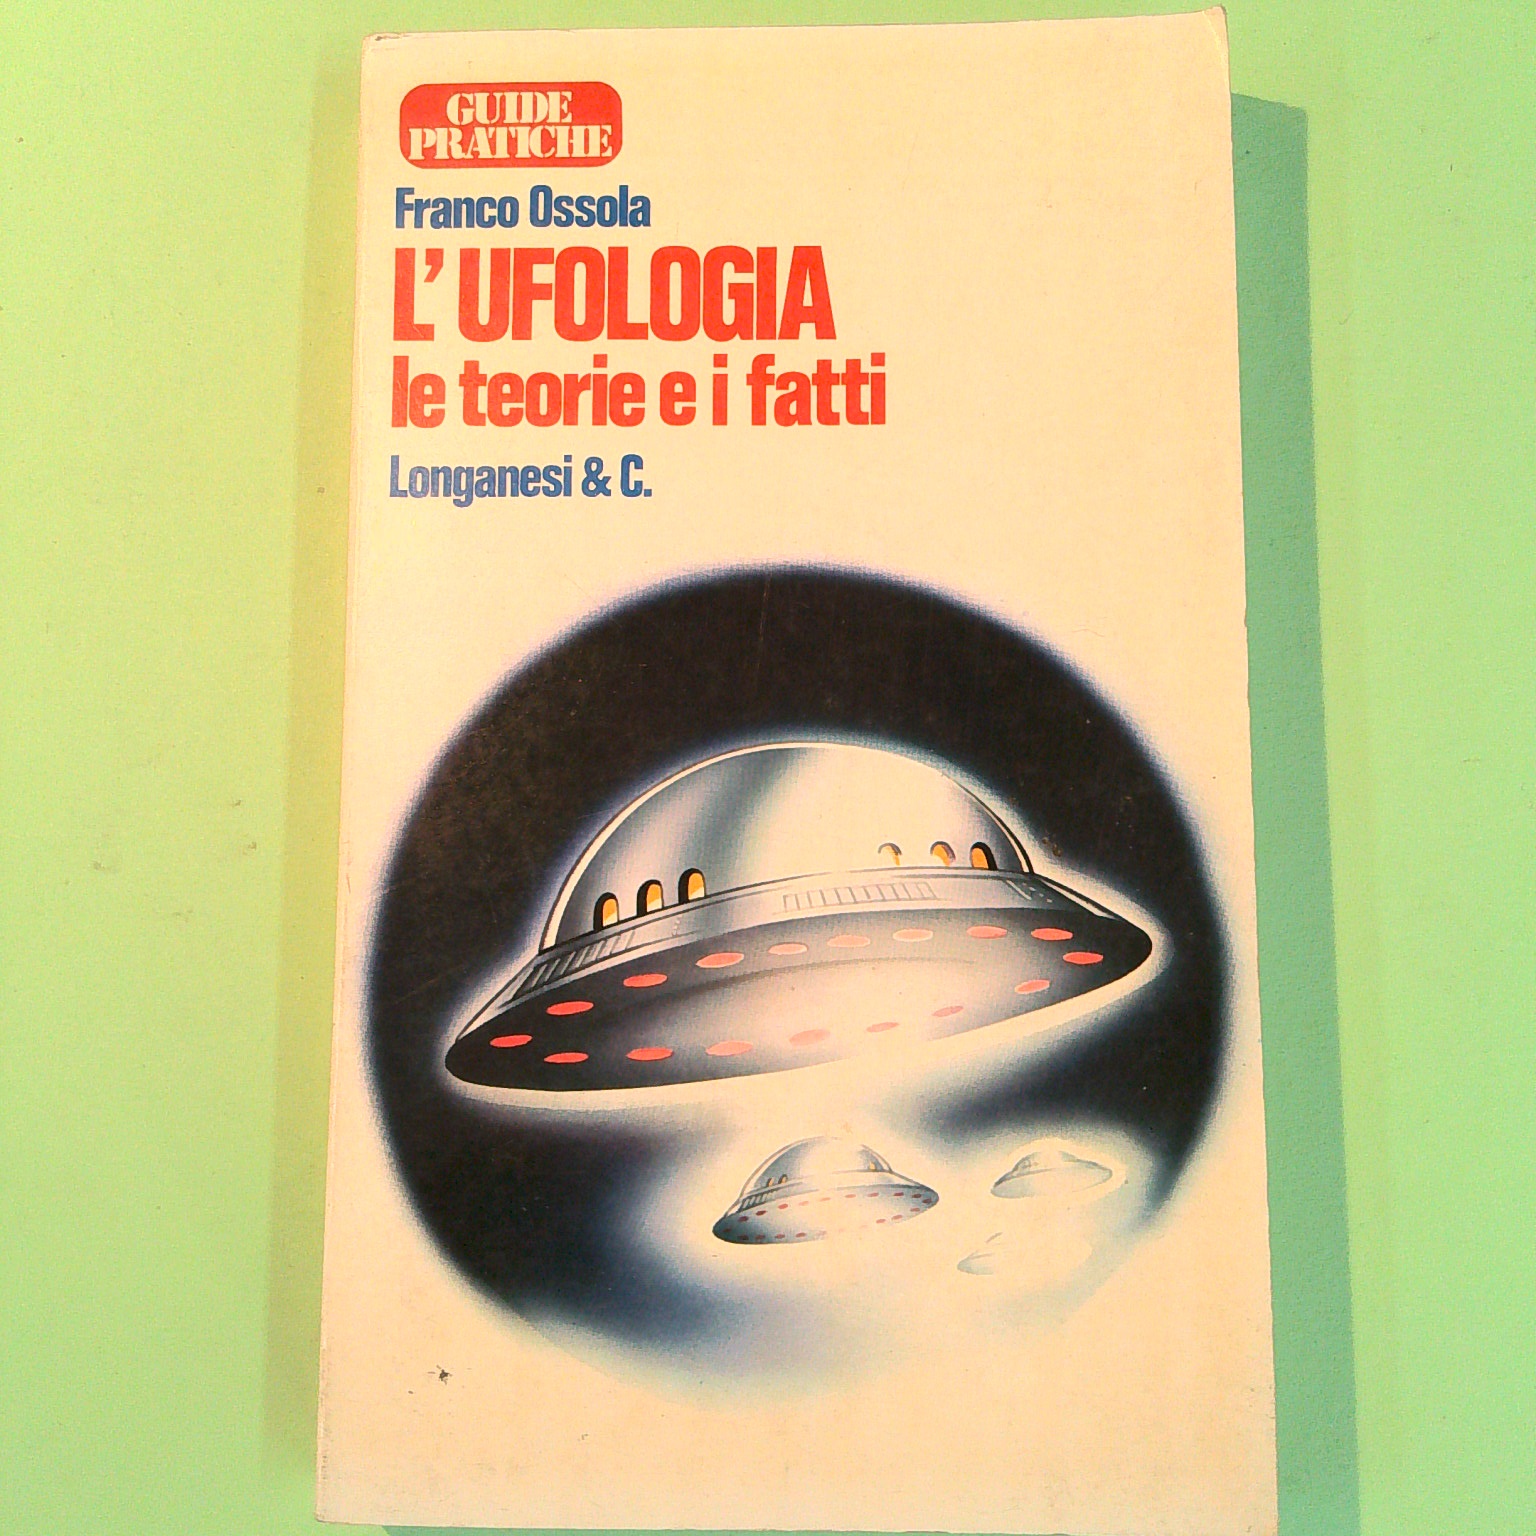 GUIDE
PRATICHE
Franco Ossola
L'UFOLOGIA
le teorie e i fatti
Longanesi & C.